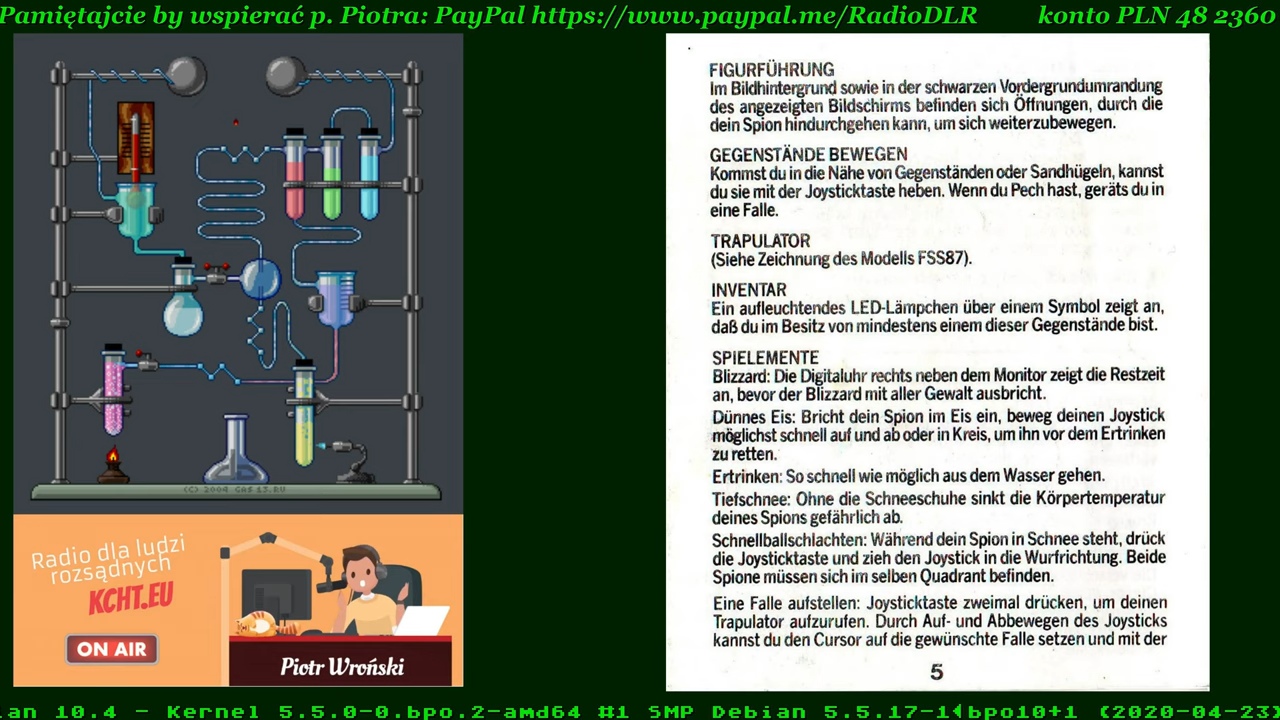 Pamiętajcie by wspierać p. Piotra: PayPal https://www.paypal.me/RadioDLR konto PLN 48 2360
FIGURFÜHRUNG
Im Bildhintergrund sowie in der schwarzen Vordergrundumrandung
des angezeigten Bildschirms befinden sich Öffnungen, durch die
dein Spion hindurchgehen kann, um sich weiterzubewegen.
GEGENSTÄNDE BEWEGEN
Kommst du in die Nähe von Gegenständen oder Sandhügeln, kannst
du sie mit der Joysticktaste heben. Wenn du Pech hast, geräts du in
eine Falle.
TRAPULATOR
(Siehe Zeichnung des Modells FSS87).
INVENTAR
Ein aufleuchtendes LED-Lämpchen über einem Symbol zeigt an,
daß du im Besitz von mindestens einem dieser Gegenstände bist.
SPIELEMENTE
Blizzard: Die Digitaluhr rechts neben dem Monitor zeigt die Restzeit
an, bevor der Blizzard mit aller Gewalt ausbricht.
Dünnes Eis: Bricht dein Spion im Eis ein, beweg deinen Joystick
möglichst schnell auf und ab oder in Kreis, um ihn vor dem Ertrinken
zu retten.
Ertrinken: So schnell wie möglich aus dem Wasser gehen.
Tiefschnee: Ohne die Schneeschuhe sinkt die Körpertemperatur
deines Spions gefährlich ab.
Schnellballschlachten: Während dein Spion in Schnee steht, drück
die Joysticktaste und zieh den Joystick in die Wurfrichtung. Beide
Spione müssen sich im selben Quadrant befinden.
Eine Falle aufstellen: Joysticktaste zweimal drücken, um deinen
Trapulator aufzurufen. Durch Auf- und Abbewegen des Joysticks
kannst du den Cursor auf die gewünschte Falle setzen und mit der
5
(C) 2004 GAS13.RU
Radio dla ludzi
rozsądnych
KCHT.EU
ON AIR
Piotr Wroński
ian 10.4 - Kernel 5.5.0-0.bpo.2-amd64 #1 SMP Debian 5.5.17-1~bpo10+1 (2020-04-23)